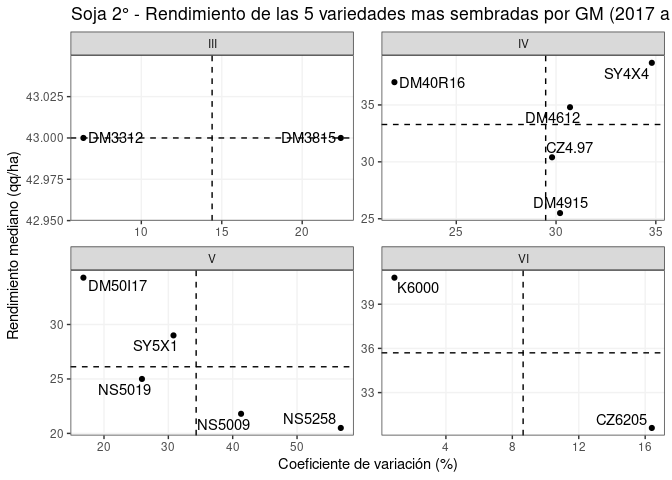 Soja 2° - Rendimiento de las 5 variedades mas sembradas por GM (2017 a
III
IV
43.025
43.000
42.975
42.950
DM3312
DM3815
10
15
20
35
30
25
DM40R16
SY4X4
DM4612
CZ4.97
DM4915
25
30
35
V
VI
30
25
20
DM50I17
SY5X1
NS5019
NS5009
NS5258
20
30
40
50
39
36
33
K6000
CZ6205
4
8
12
16
Rendimiento mediano (qq/ha)
Coeficiente de variación (%)